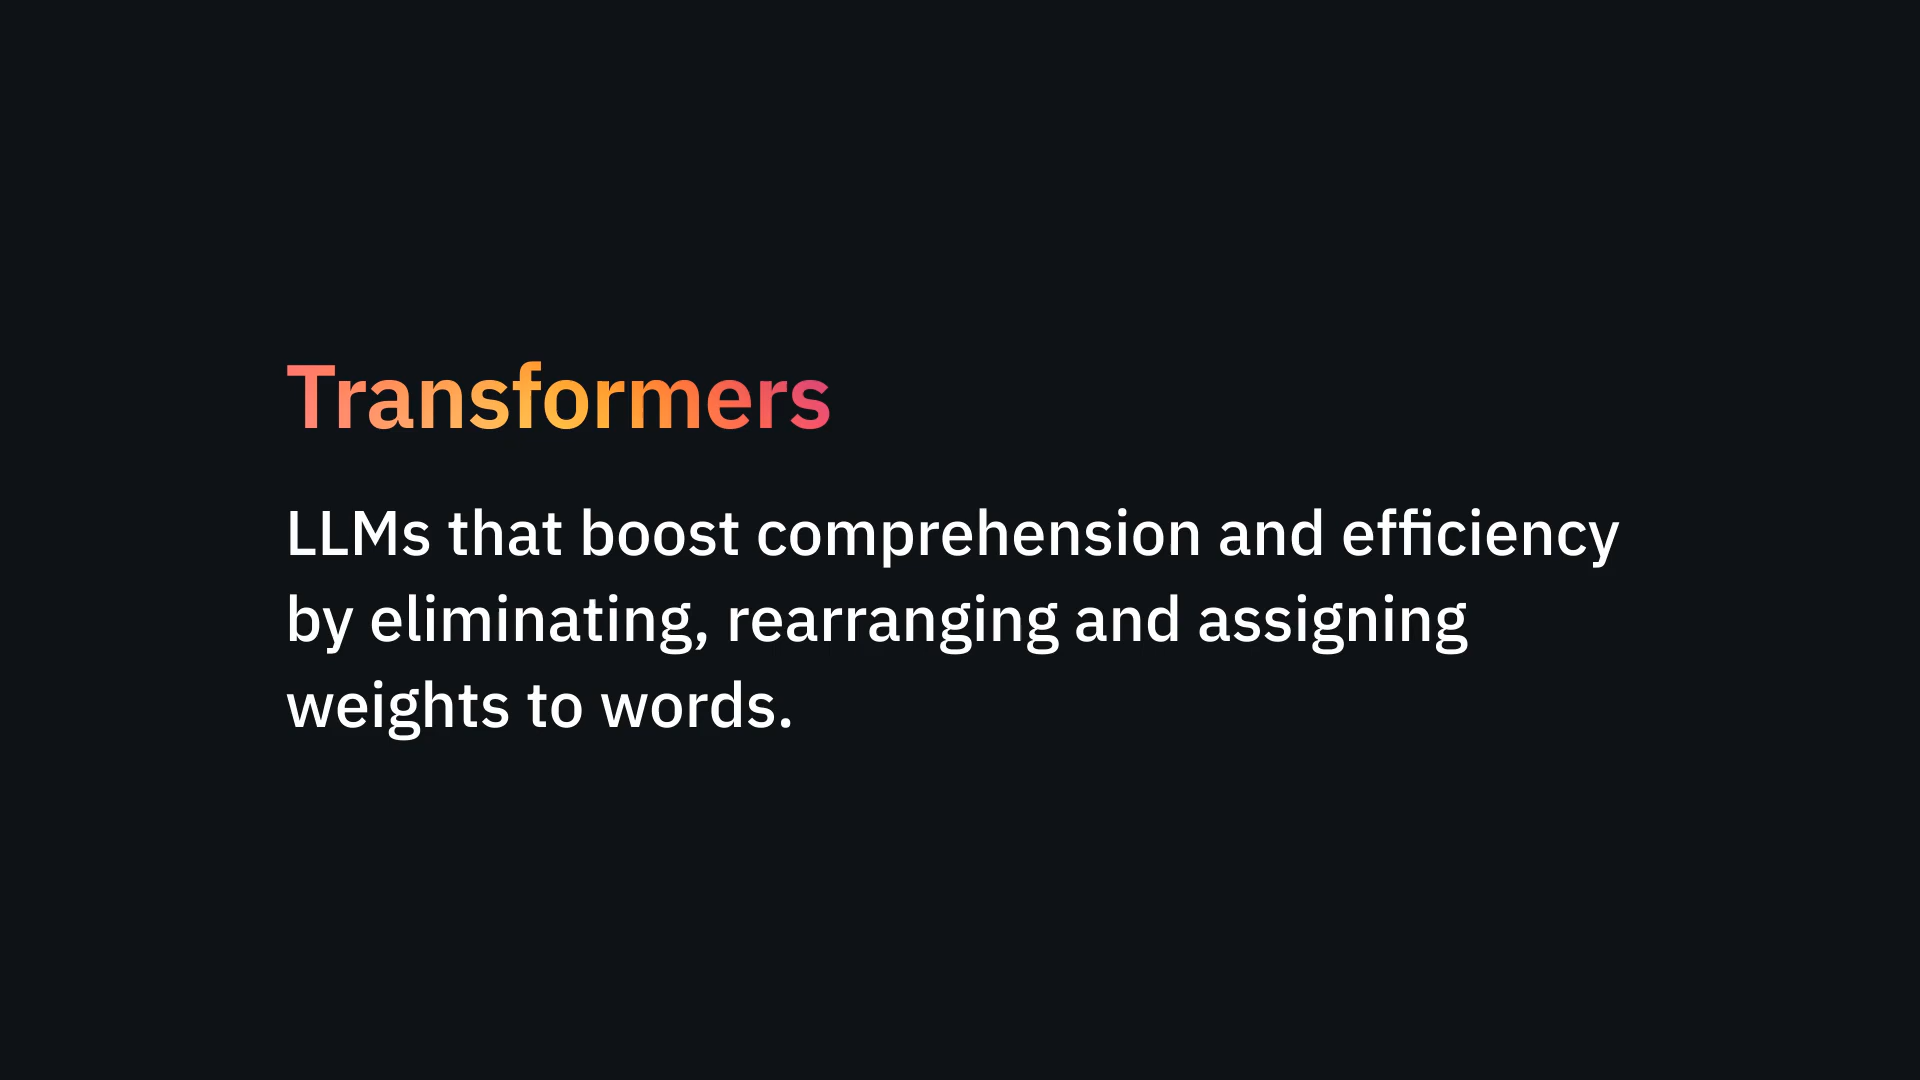 Transformers
LLMs that boost comprehension and efficiency
by eliminating, rearranging and assigning
weights to words.